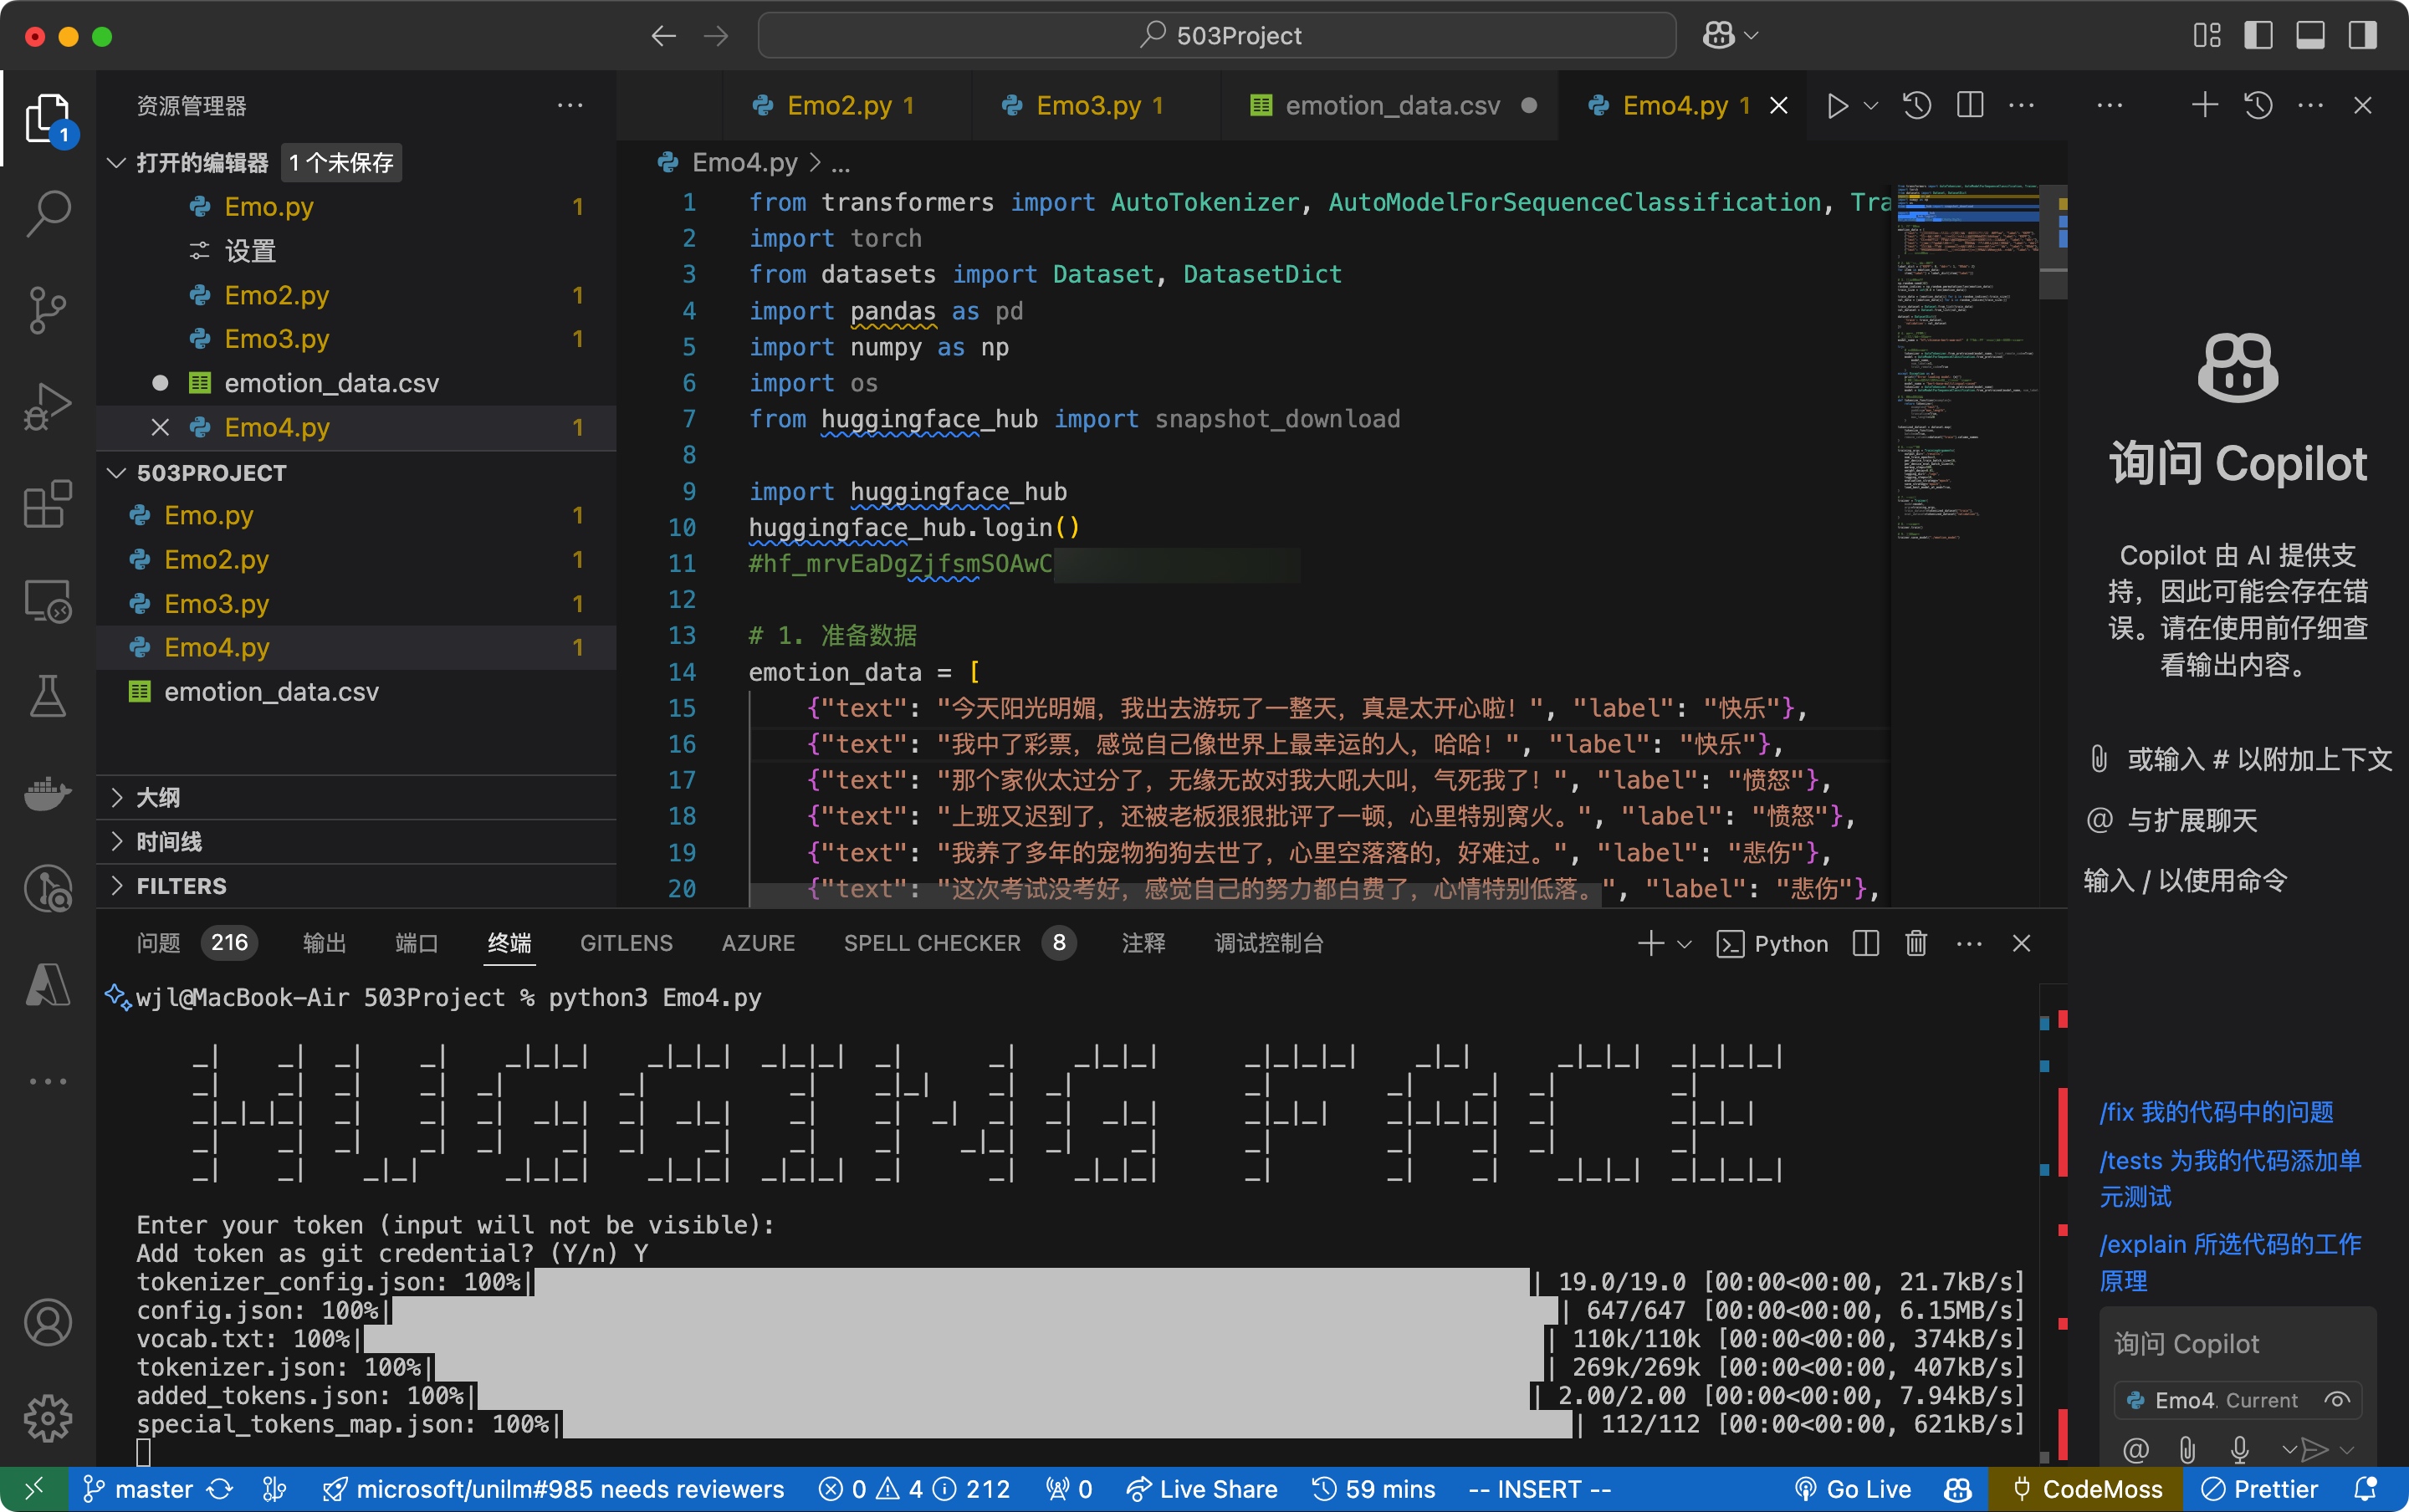 503Project
资源管理器
打开的编辑器 1 个未保存
Emo.py 1
设置
Emo2.py 1
Emo3.py 1
emotion_data.csv
Emo4.py 1
503PROJECT
Emo.py 1
Emo2.py 1
Emo3.py 1
Emo4.py 1
emotion_data.csv
大纲
时间线
FILTERS
1
Emo2.py 1
Emo3.py 1
emotion_data.csv
Emo4.py 1
Emo4.py > ...
1 from transformers import AutoTokenizer, AutoModelForSequenceClassification, Tra
2 import torch
3 from datasets import Dataset, DatasetDict
4 import pandas as pd
5 import numpy as np
6 import os
7 from huggingface_hub import snapshot_download
8
9 import huggingface_hub
10 huggingface_hub.login()
11 #hf_mrvEaDgZjfsmSOAwC
12
13 # 1. 准备数据
14 emotion_data = [
15 {"text": "今天阳光明媚，我出去游玩了一整天，真是太开心啦！", "label": "快乐"},
16 {"text": "我中了彩票，感觉自己像世界上最幸运的人，哈哈！", "label": "快乐"},
17 {"text": "那个家伙太过分了，无缘无故对我大吼大叫，气死我了！", "label": "愤怒"},
18 {"text": "上班又迟到了，还被老板狠狠批评了一顿，心里特别窝火。", "label": "愤怒"},
19 {"text": "我养了多年的宠物狗狗去世了，心里空落落的，好难过。", "label": "悲伤"},
20 {"text": "这次考试没考好，感觉自己的努力都白费了，心情特别低落。", "label": "悲伤"},
问题 216 输出 端口 终端 GITLENS AZURE SPELL CHECKER 8 注释 调试控制台
Python
wjl@MacBook-Air 503Project % python3 Emo4.py
HUGGING FACE
Enter your token (input will not be visible):
Add token as git credential? (Y/n) Y
tokenizer_config.json: 100%| | 19.0/19.0 [00:00<00:00, 21.7kB/s]
config.json: 100%| | 647/647 [00:00<00:00, 6.15MB/s]
vocab.txt: 100%| | 110k/110k [00:00<00:00, 374kB/s]
tokenizer.json: 100%| | 269k/269k [00:00<00:00, 407kB/s]
added_tokens.json: 100%| | 2.00/2.00 [00:00<00:00, 7.94kB/s]
special_tokens_map.json: 100%| | 112/112 [00:00<00:00, 621kB/s]
询问 Copilot
Copilot 由 AI 提供支
持，因此可能会存在错
误。请在使用前仔细查
看输出内容。
或输入 # 以附加上下文
@ 与扩展聊天
输入 / 以使用命令
/fix 我的代码中的问题
/tests 为我的代码添加单
元测试
/explain 所选代码的工作
原理
询问 Copilot
Emo4. Current
master
microsoft/unilm#985 needs reviewers
0 4 212
0
Live Share
59 mins
-- INSERT --
Go Live
CodeMoss
Prettier